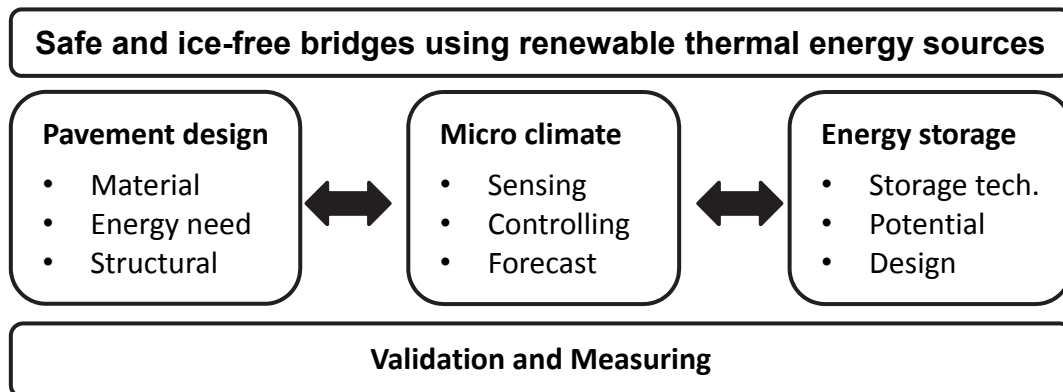 Safe and ice-free bridges using renewable thermal energy sources
Pavement design
• Material
• Energy need
• Structural
Micro climate
• Sensing
• Controlling
• Forecast
Energy storage
• Storage tech.
• Potential
• Design
Validation and Measuring